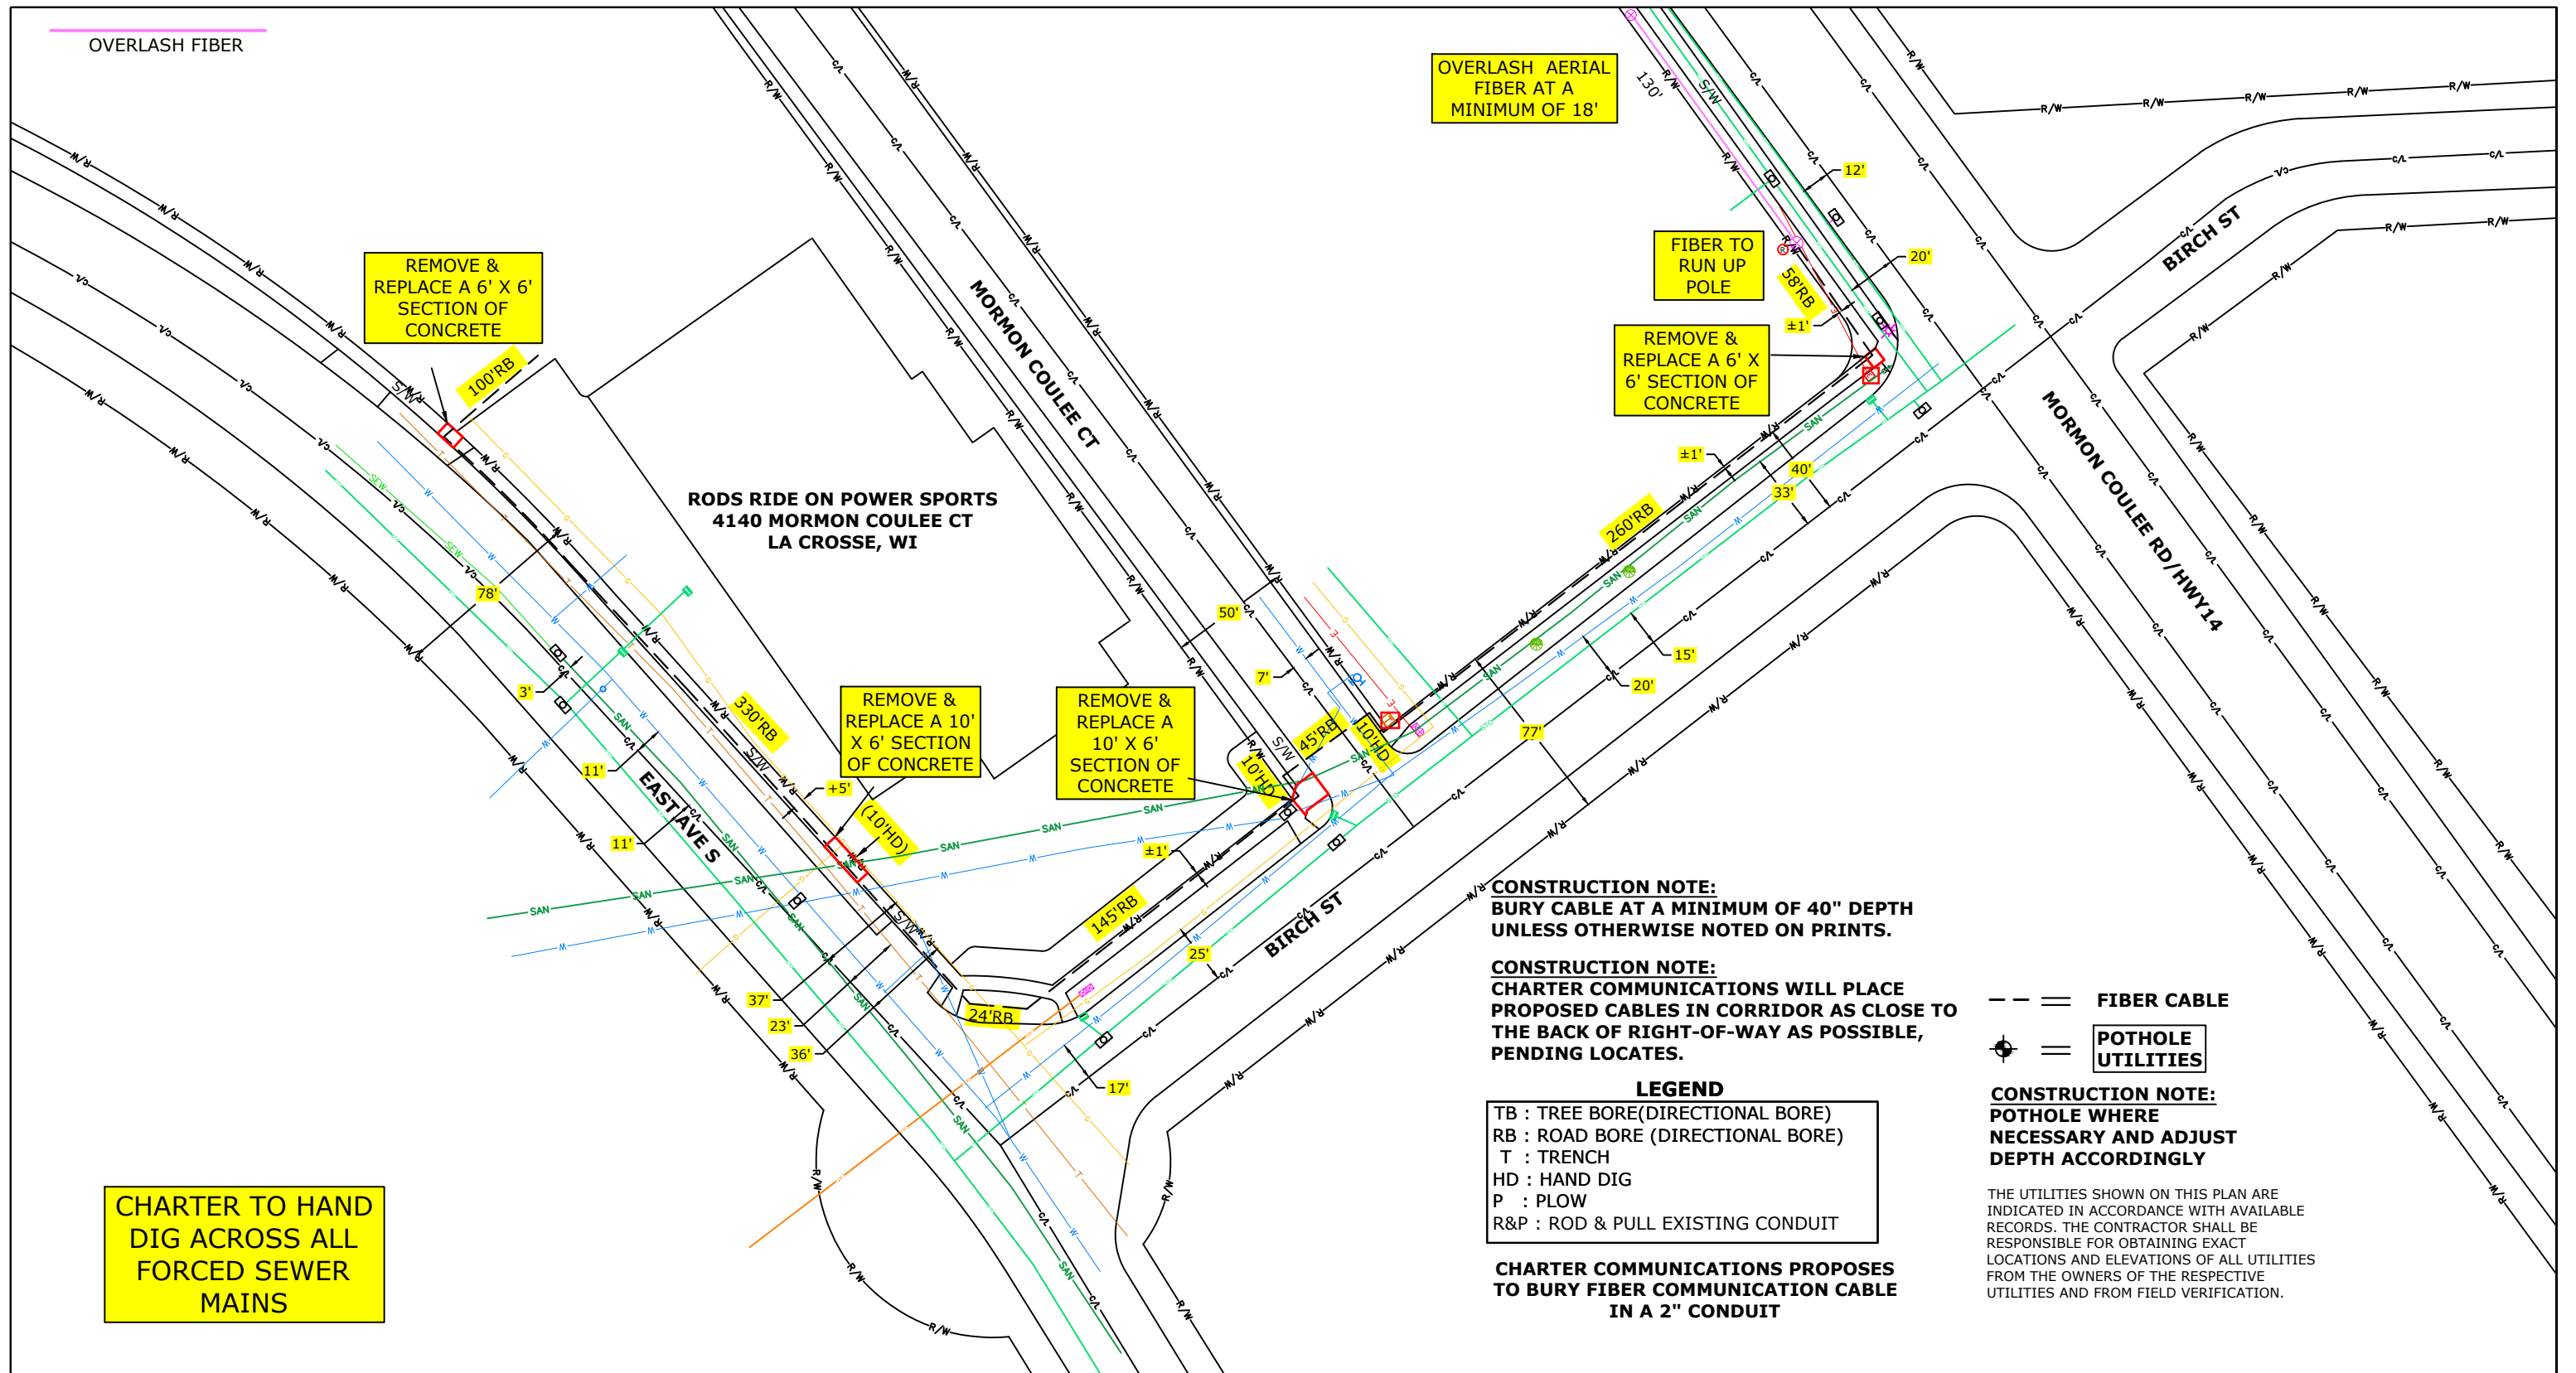 OVERLASH FIBER
OVERLASH AERIAL
FIBER AT A
MINIMUM OF 18'
130'
S/W
12'
20'
FIBER TO
RUN UP
POLE
58'RB
±1'
REMOVE &
REPLACE A 6' X
6' SECTION OF
CONCRETE
BIRCH ST
MORMON COULEE RD/HWY14
REMOVE &
REPLACE A 6' X 6'
SECTION OF
CONCRETE
100'RB
S/W
MORMON COULEE CT
RODS RIDE ON POWER SPORTS
4140 MORMON COULEE CT
LA CROSSE, WI
±1'
40'
33'
260'RB
78'
50'
7'
15'
20'
77'
3'
11'
11'
330'RB
S/W
EAST AVE S
+5'
REMOVE &
REPLACE A 10'
X 6' SECTION
OF CONCRETE
(10'HD)
REMOVE &
REPLACE A
10' X 6'
SECTION OF
CONCRETE
S/W
45'RB
10'HD
10'HD
±1'
145'RB
25'
BIRCH ST
S/W
37'
23'
36'
24'RB
17'
R/W
C/L
SAN
SEW
STO
W
G
T
E
CONSTRUCTION NOTE:
BURY CABLE AT A MINIMUM OF 40" DEPTH
UNLESS OTHERWISE NOTED ON PRINTS.
CONSTRUCTION NOTE:
CHARTER COMMUNICATIONS WILL PLACE
PROPOSED CABLES IN CORRIDOR AS CLOSE TO
THE BACK OF RIGHT-OF-WAY AS POSSIBLE,
PENDING LOCATES.
LEGEND
TB : TREE BORE(DIRECTIONAL BORE)
RB : ROAD BORE (DIRECTIONAL BORE)
T : TRENCH
HD : HAND DIG
P : PLOW
R&P : ROD & PULL EXISTING CONDUIT
CHARTER COMMUNICATIONS PROPOSES
TO BURY FIBER COMMUNICATION CABLE
IN A 2" CONDUIT
FIBER CABLE
POTHOLE
UTILITIES
CONSTRUCTION NOTE:
POTHOLE WHERE
NECESSARY AND ADJUST
DEPTH ACCORDINGLY
THE UTILITIES SHOWN ON THIS PLAN ARE
INDICATED IN ACCORDANCE WITH AVAILABLE
RECORDS. THE CONTRACTOR SHALL BE
RESPONSIBLE FOR OBTAINING EXACT
LOCATIONS AND ELEVATIONS OF ALL UTILITIES
FROM THE OWNERS OF THE RESPECTIVE
UTILITIES AND FROM FIELD VERIFICATION.
CHARTER TO HAND
DIG ACROSS ALL
FORCED SEWER
MAINS